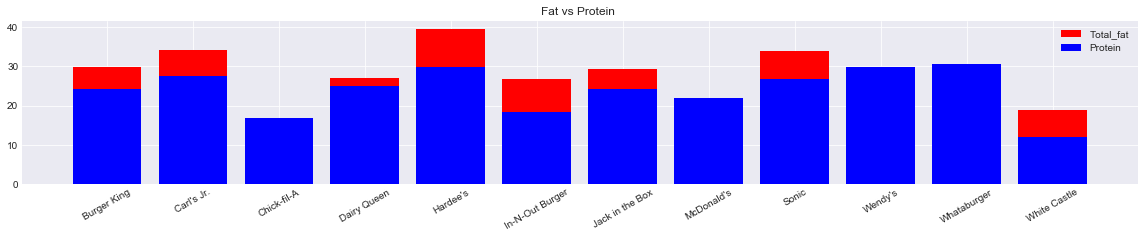 Fat vs Protein
40
30
20
10
0
Total_fat
Protein
Burger King
Carl's Jr.
Chick-fil-A
Dairy Queen
Hardee's
In-N-Out Burger
Jack in the Box
McDonald's
Sonic
Wendy's
Whataburger
White Castle